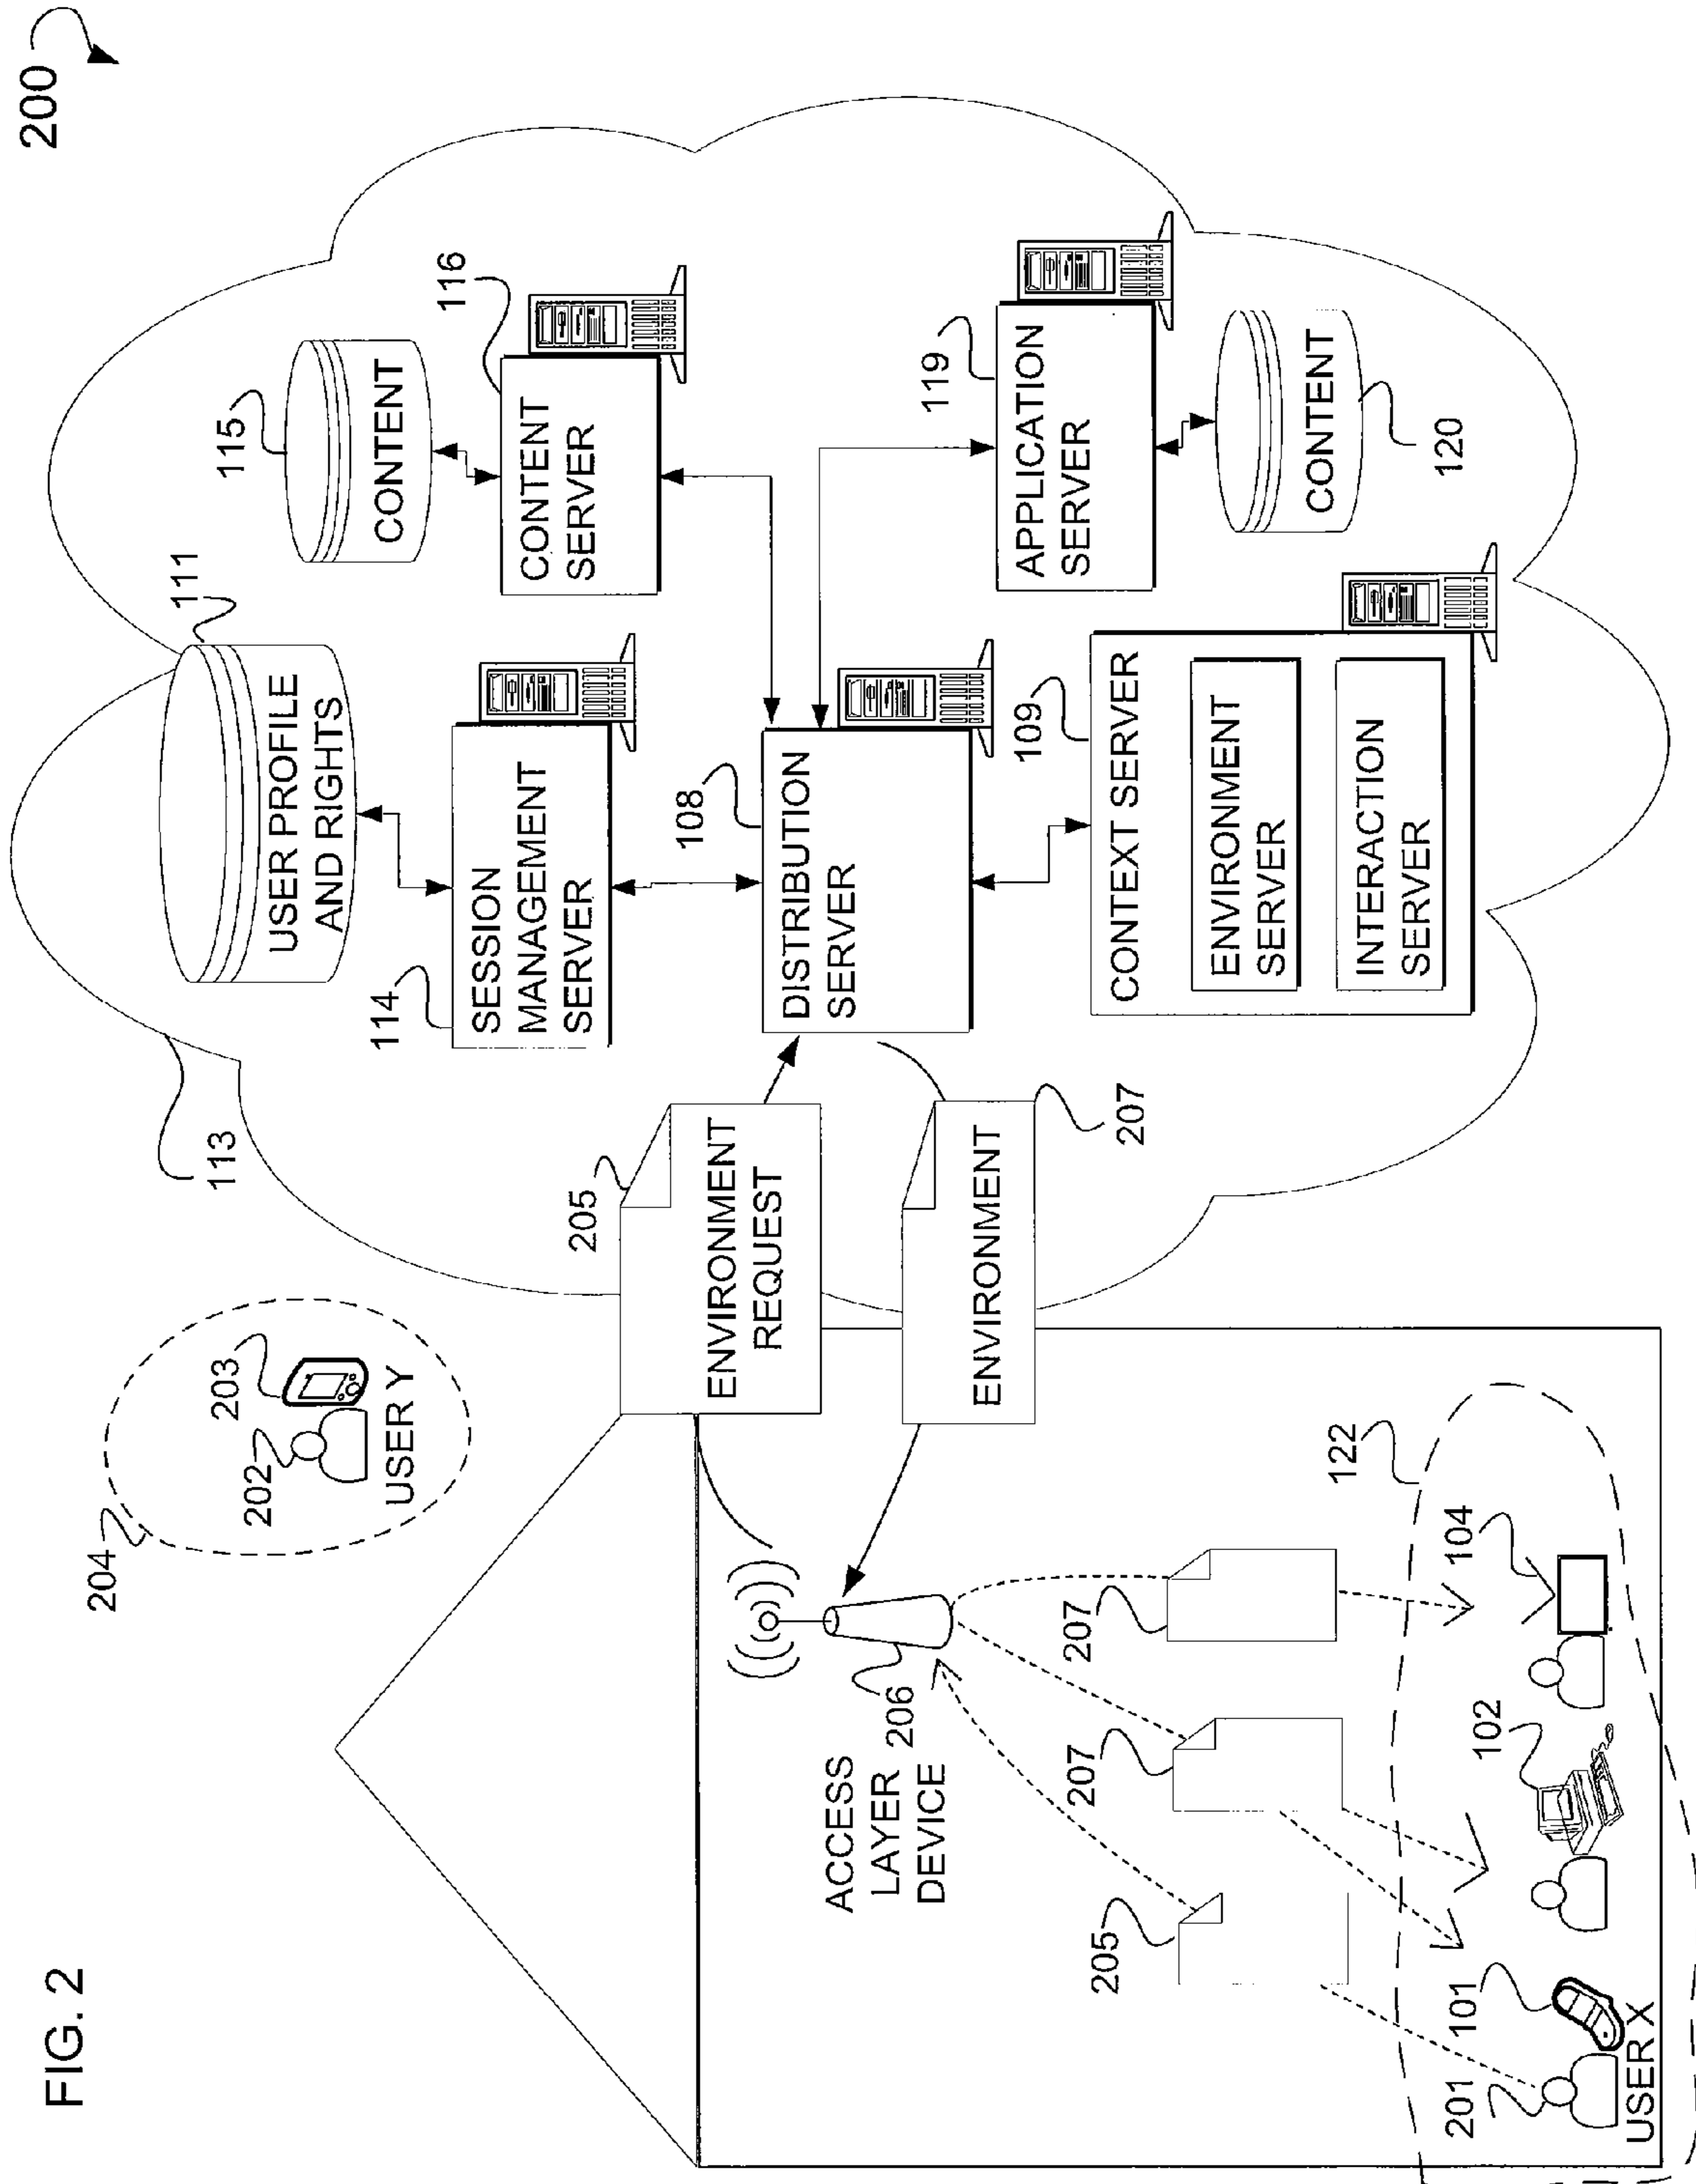 FIG. 2
200
113
111
USER PROFILE
AND RIGHTS
115
CONTENT
114
SESSION
MANAGEMENT
SERVER
116
CONTENT
SERVER
204
202
203
USER Y
205
ENVIRONMENT
REQUEST
108
DISTRIBUTION
SERVER
119
APPLICATION
SERVER
207
ENVIRONMENT
109
CONTEXT SERVER
ENVIRONMENT
SERVER
INTERACTION
SERVER
CONTENT
120
ACCESS
LAYER
DEVICE
206
205
207
207
122
201
101
102
104
USER X